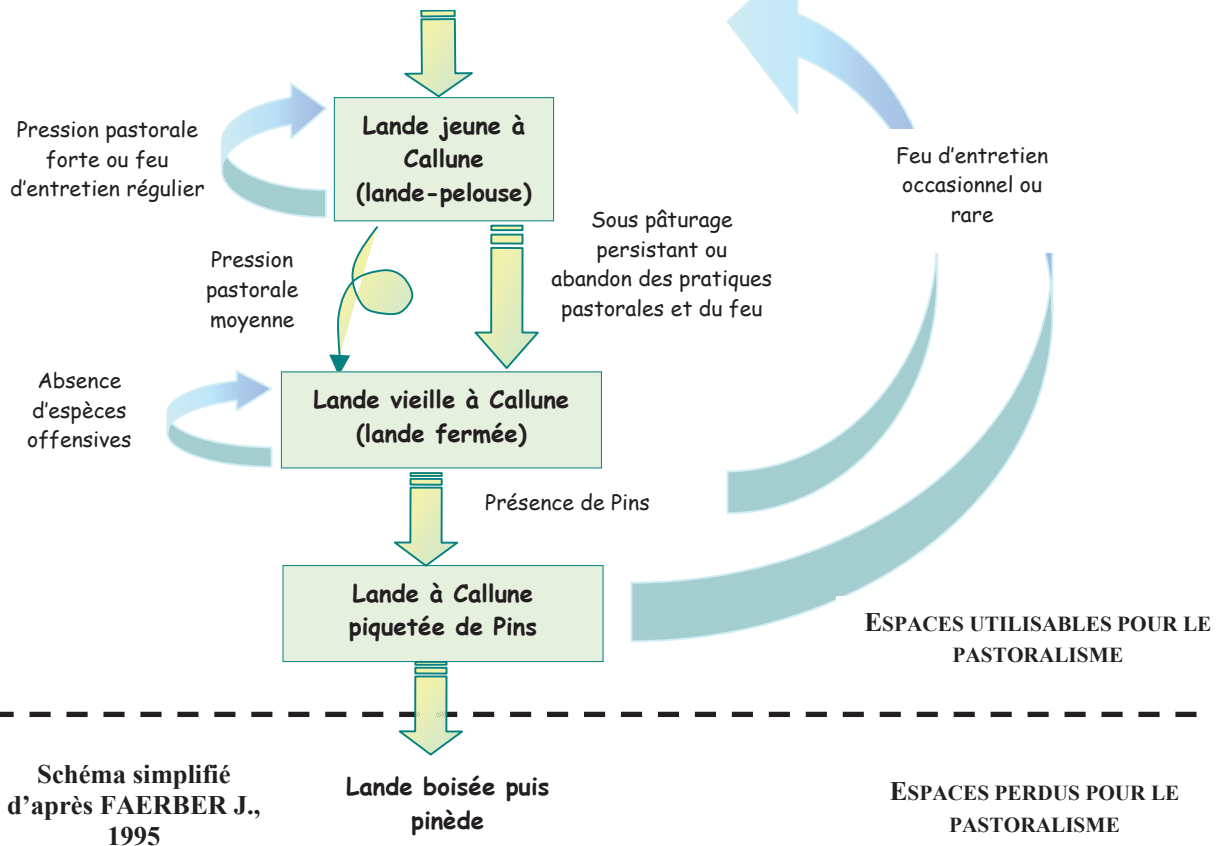 Lande jeune à
Callune
(lande-pelouse)
Pression pastorale
forte ou feu
d'entretien régulier
Feu d'entretien
occasionnel ou
rare
Sous pâturage
persistant ou
abandon des pratiques
pastorales et du feu
Pression
pastorale
moyenne
Absence
d'espèces
offensives
Lande vieille à Callune
(lande fermée)
Présence de Pins
Lande à Callune
piquetée de Pins
ESPACES UTILISABLES POUR LE
PASTORALISME
Schéma simplifié
d'après FAERBER J.,
1995
Lande boisée puis
pinède
ESPACES PERDUS POUR LE
PASTORALISME